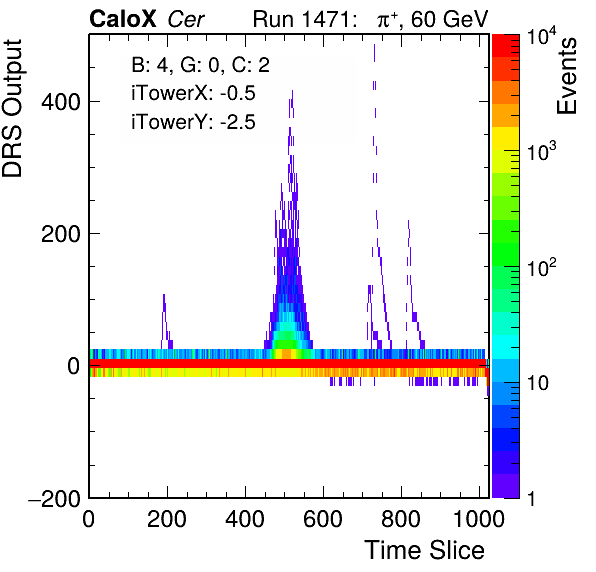 CaloX Cer Run 1471: π⁺, 60 GeV
B: 4, G: 0, C: 2
iTowerX: -0.5
iTowerY: -2.5
DRS Output
400
200
0
−200
0 200 400 600 800 1000
Time Slice
Events
10⁴
10³
10²
10
1